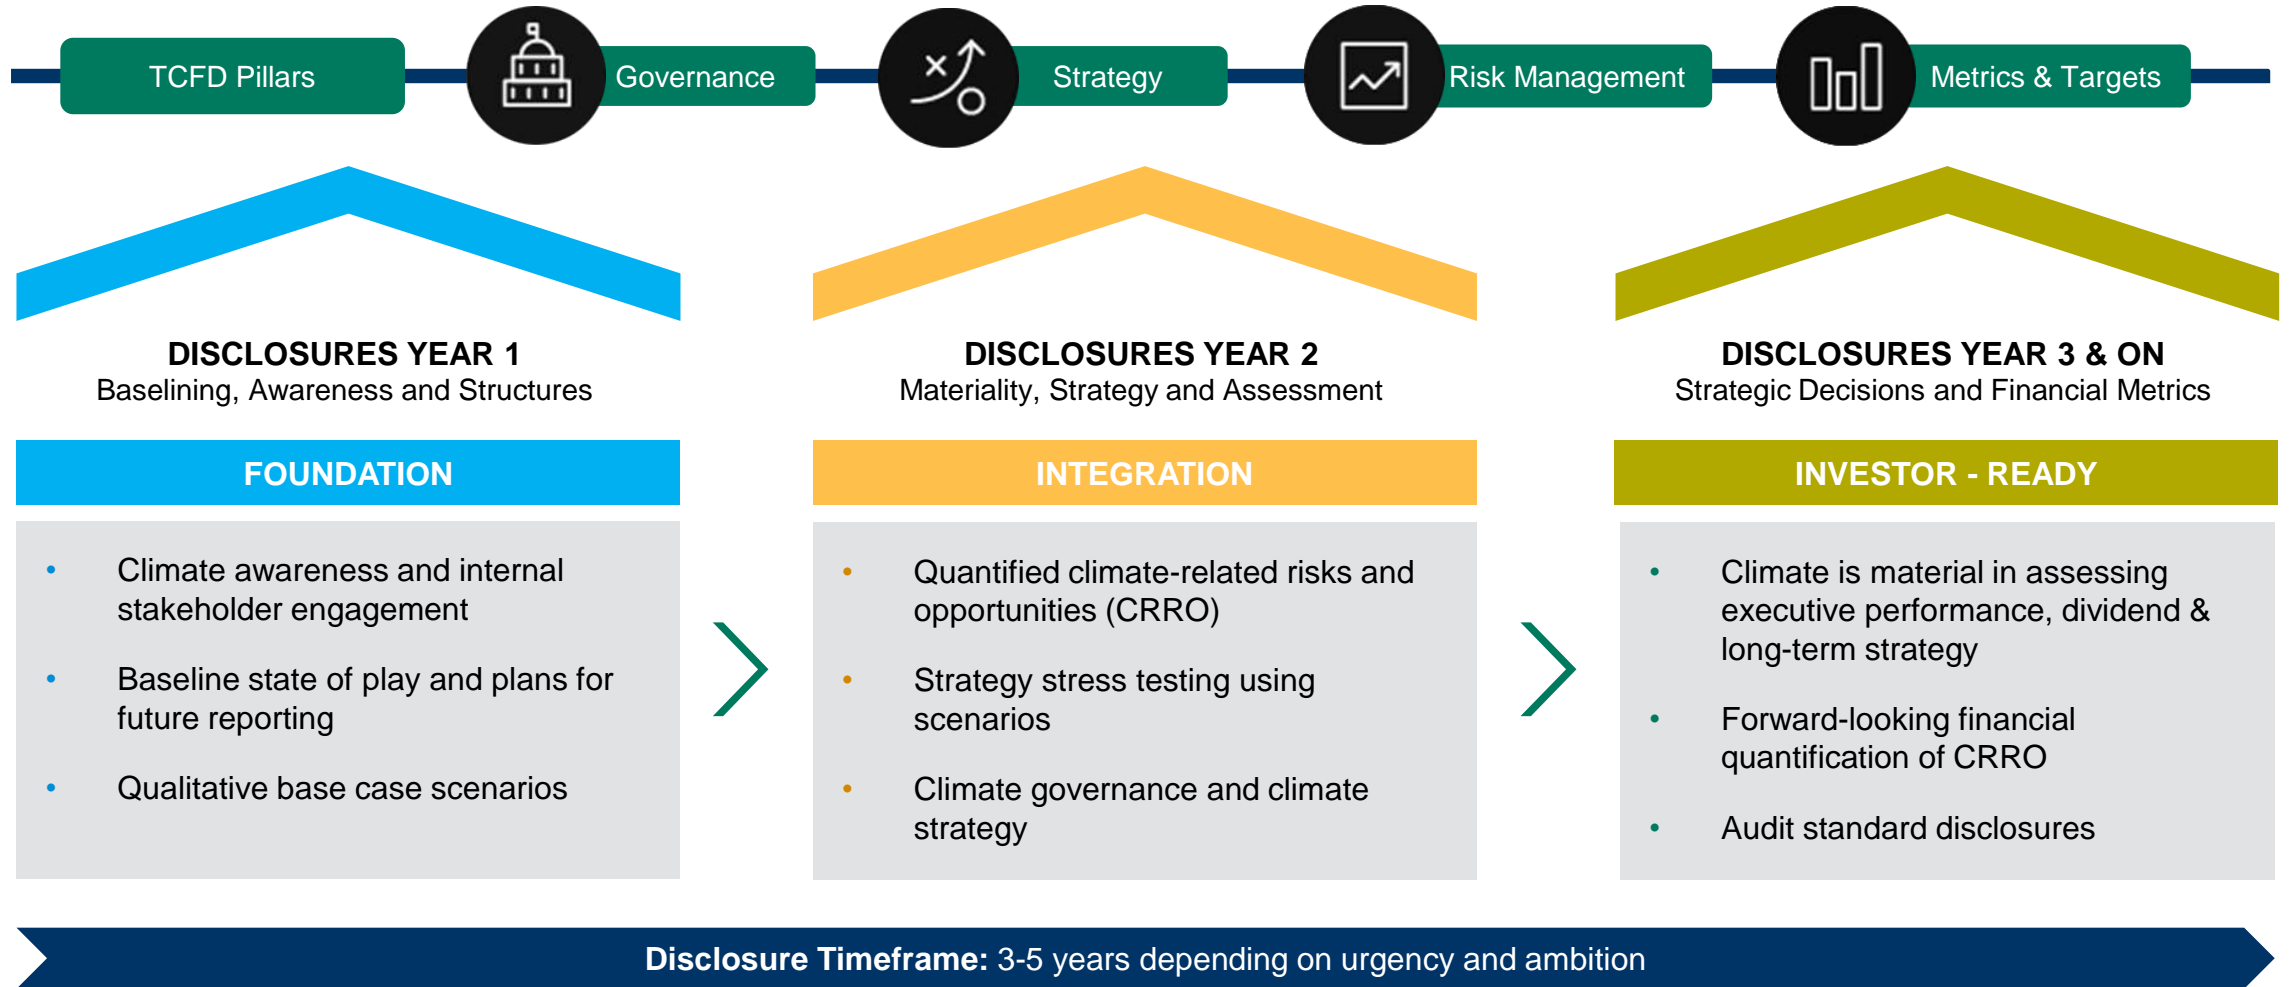 TCFD Pillars
Governance
Strategy
Risk Management
Metrics & Targets
DISCLOSURES YEAR 1
Baselining, Awareness and Structures
FOUNDATION
• Climate awareness and internal
stakeholder engagement
• Baseline state of play and plans for
future reporting
• Qualitative base case scenarios
DISCLOSURES YEAR 2
Materiality, Strategy and Assessment
INTEGRATION
• Quantified climate-related risks and
opportunities (CRRO)
• Strategy stress testing using
scenarios
• Climate governance and climate
strategy
DISCLOSURES YEAR 3 & ON
Strategic Decisions and Financial Metrics
INVESTOR - READY
• Climate is material in assessing
executive performance, dividend &
long-term strategy
• Forward-looking financial
quantification of CRRO
• Audit standard disclosures
Disclosure Timeframe: 3-5 years depending on urgency and ambition